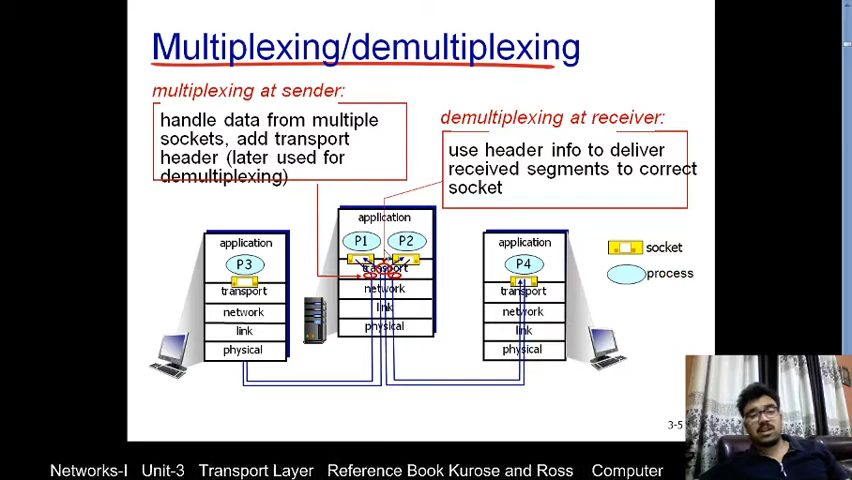 Multiplexing/demultiplexing
multiplexing at sender:
handle data from multiple
sockets, add transport
header (later used for
demultiplexing)
demultiplexing at receiver:
use header info to deliver
received segments to correct
socket
application
P3
transport
network
link
physical
application
P1 P2
transport
network
link
physical
application
P4
transport
network
link
physical
socket
process
3-5
Networks-I Unit-3 Transport Layer Reference Book Kurose and Ross Computer